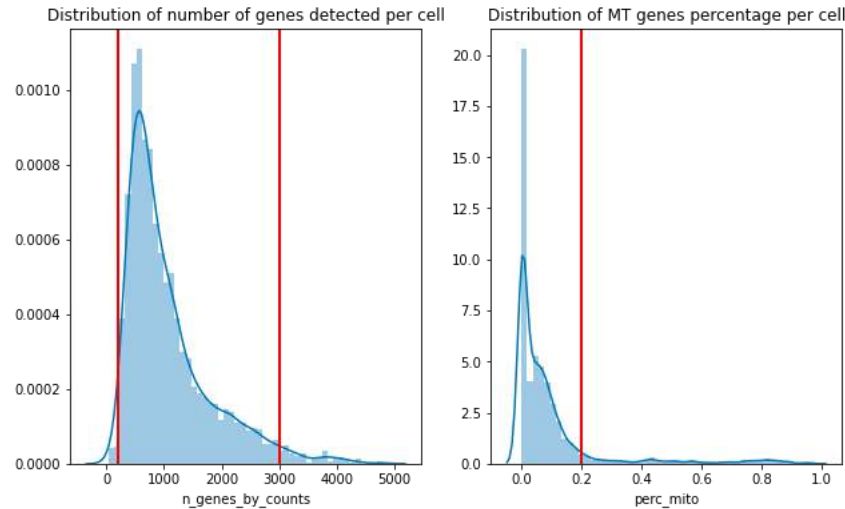 Distribution of number of genes detected per cell
0.0010
0.0008
0.0006
0.0004
0.0002
0.0000
0 1000 2000 3000 4000 5000
n_genes_by_counts
Distribution of MT genes percentage per cell
20.0
17.5
15.0
12.5
10.0
7.5
5.0
2.5
0.0
0.0 0.2 0.4 0.6 0.8 1.0
perc_mito